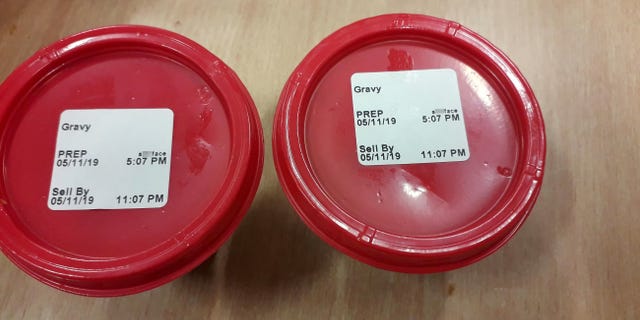 Gravy
PREP
05/11/19 5:07 PM
Sell By
05/11/19 11:07 PM
Gravy
PREP
05/11/19 5:07 PM
Sell By
05/11/19 11:07 PM